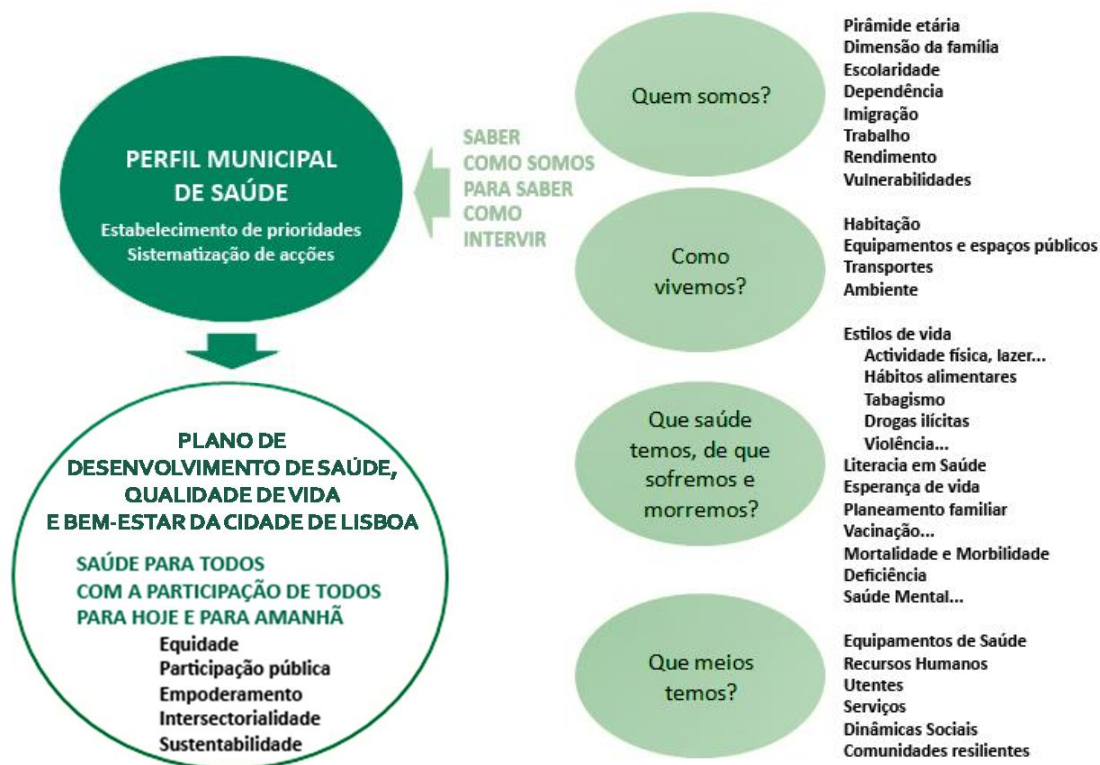 PERFIL MUNICIPAL
DE SAÚDE
Estabelecimento de prioridades
Sistematização de acções
SABER
COMO SOMOS
PARA SABER
COMO
INTERVIR
Quem somos?
Pirâmide etária
Dimensão da família
Escolaridade
Dependência
Imigração
Trabalho
Rendimento
Vulnerabilidades
Como
vivemos?
Habitação
Equipamentos e espaços públicos
Transportes
Ambiente
Que saúde
temos, de que
sofremos e
morremos?
Estilos de vida
Actividade física, lazer...
Hábitos alimentares
Tabagismo
Drogas ilícitas
Violência...
Literacia em Saúde
Esperança de vida
Planeamento familiar
Vacinação...
Mortalidade e Morbilidade
Deficiência
Saúde Mental...
Que meios
temos?
Equipamentos de Saúde
Recursos Humanos
Utentes
Serviços
Dinâmicas Sociais
Comunidades resilientes
PLANO DE
DESENVOLVIMENTO DE SAÚDE,
QUALIDADE DE VIDA
E BEM-ESTAR DA CIDADE DE LISBOA
SAÚDE PARA TODOS
COM A PARTICIPAÇÃO DE TODOS
PARA HOJE E PARA AMANHÃ
Equidade
Participação pública
Empoderamento
Intersectorialidade
Sustentabilidade